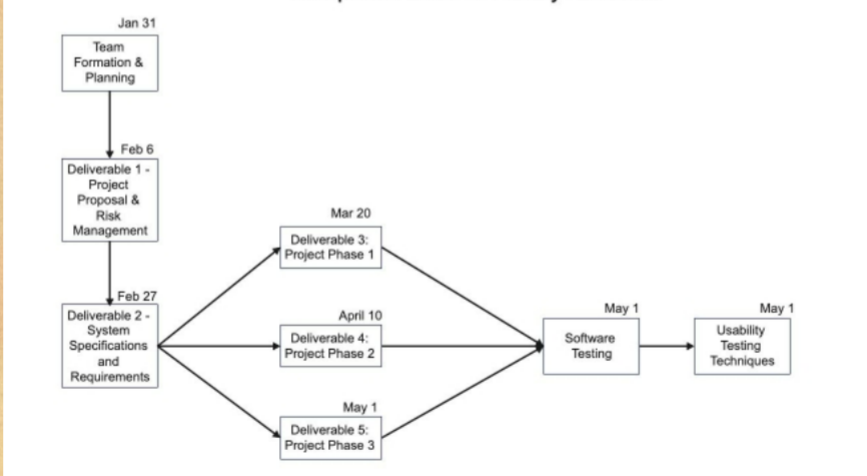 Jan 31
Team
Formation &
Planning
Feb 6
Deliverable 1 -
Project
Proposal &
Risk
Management
Feb 27
Deliverable 2 -
System
Specifications
and
Requirements
Mar 20
Deliverable 3:
Project Phase 1
April 10
Deliverable 4:
Project Phase 2
May 1
Deliverable 5:
Project Phase 3
May 1
Software
Testing
May 1
Usability
Testing
Techniques